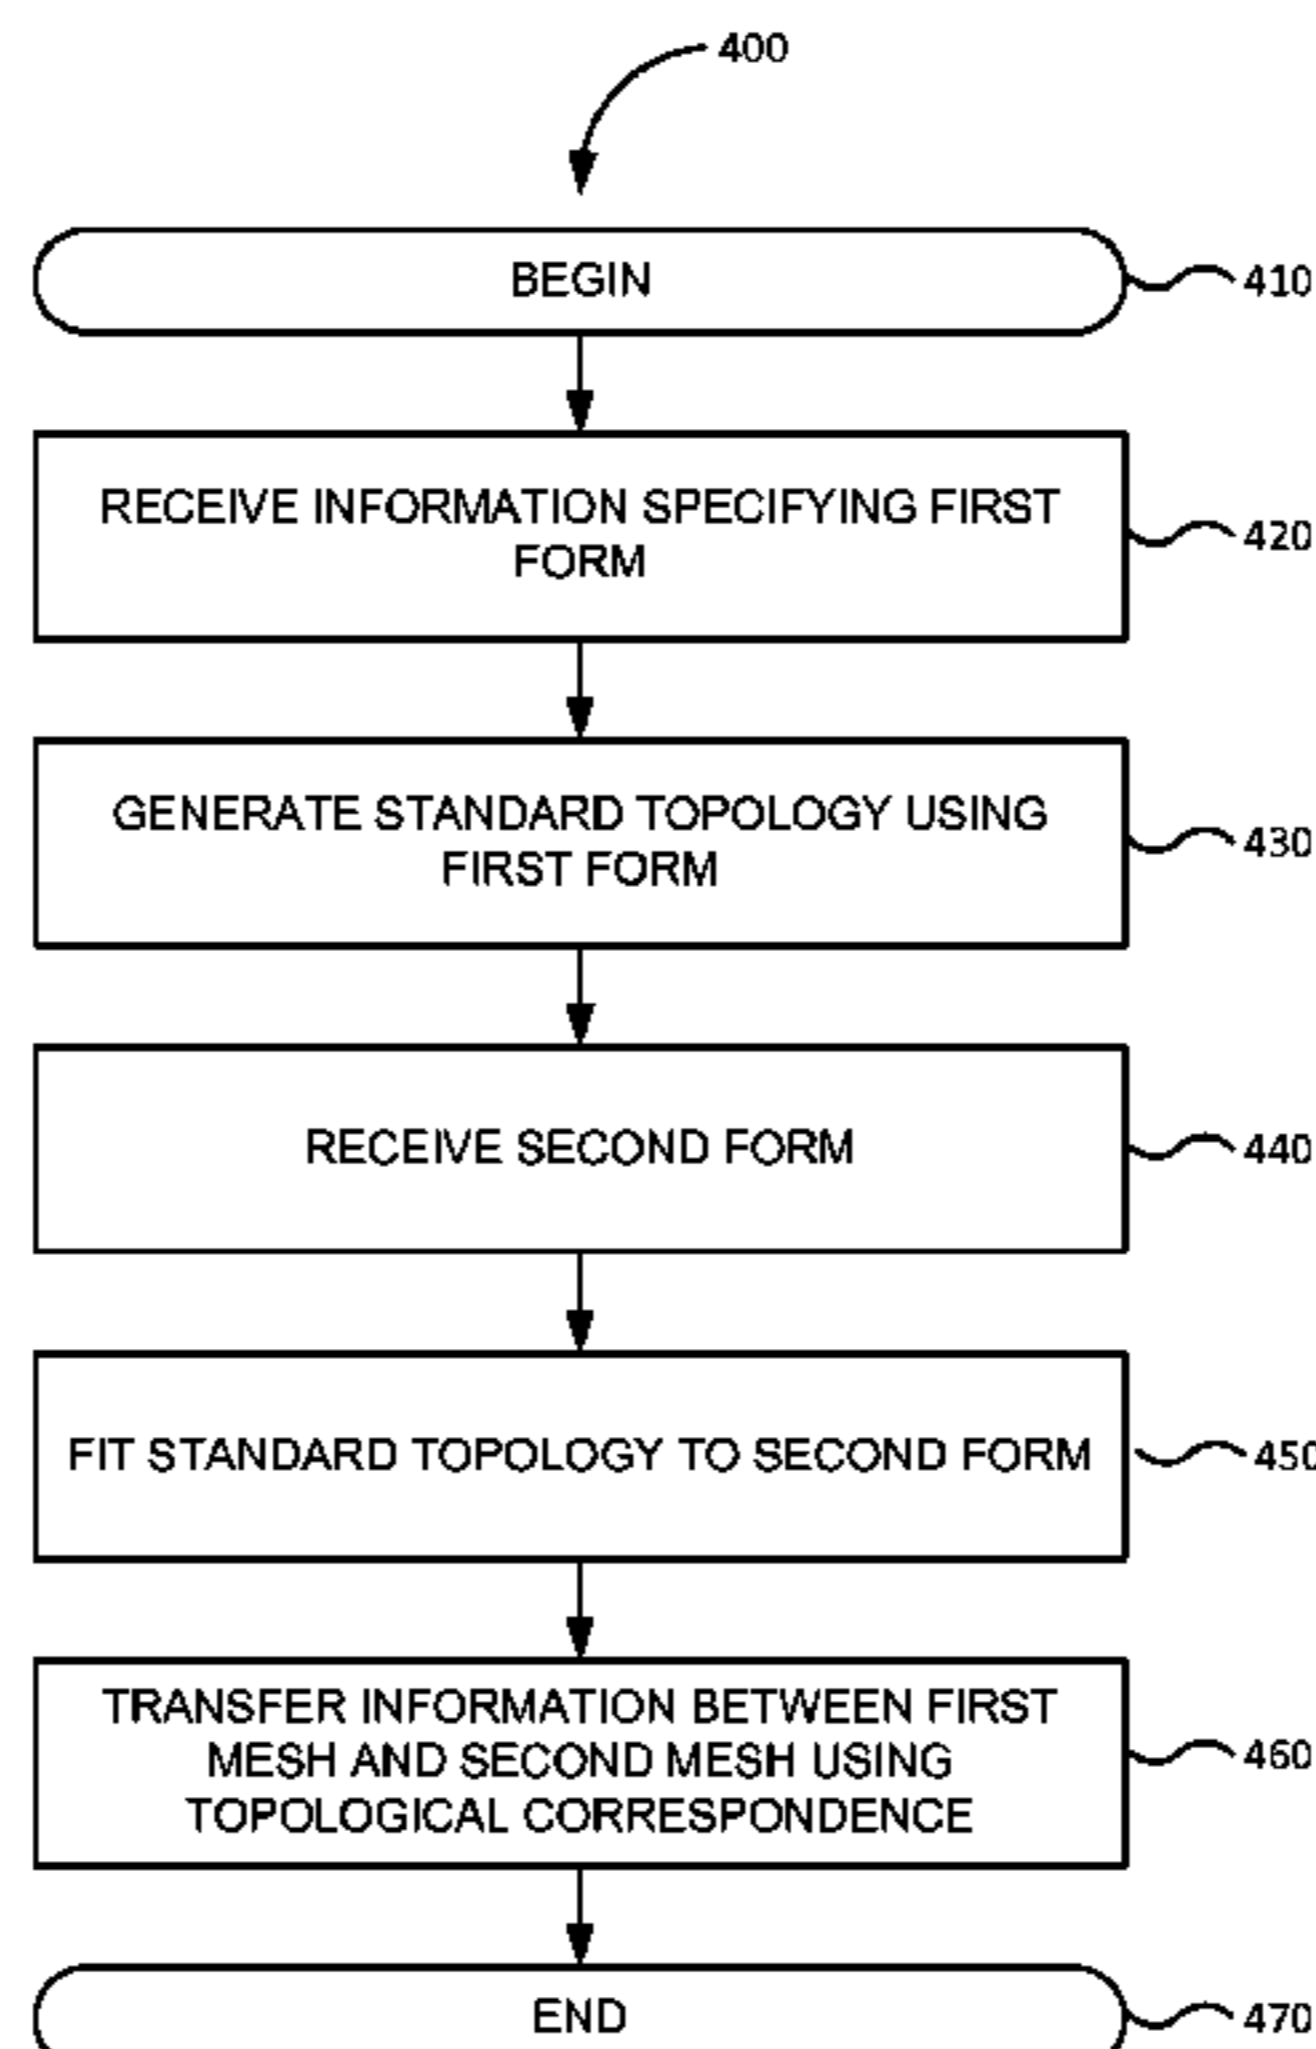 400
BEGIN
410
RECEIVE INFORMATION SPECIFYING FIRST
FORM
420
GENERATE STANDARD TOPOLOGY USING
FIRST FORM
430
RECEIVE SECOND FORM
440
FIT STANDARD TOPOLOGY TO SECOND FORM
450
TRANSFER INFORMATION BETWEEN FIRST
MESH AND SECOND MESH USING
TOPOLOGICAL CORRESPONDENCE
460
END
470